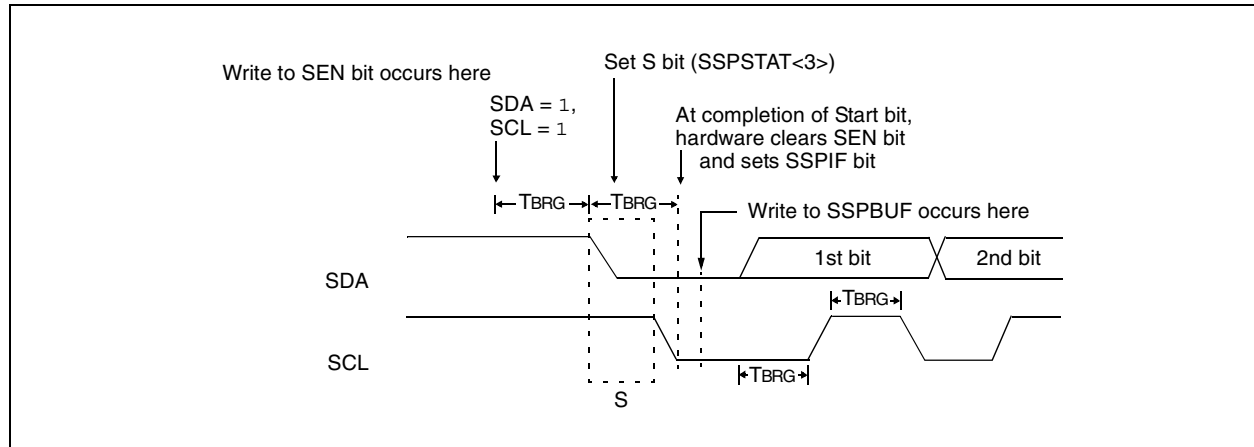 Write to SEN bit occurs here
Set S bit (SSPSTAT<3>)
SDA = 1,
SCL = 1
At completion of Start bit,
hardware clears SEN bit
and sets SSPIF bit
TBRG
TBRG
Write to SSPBUF occurs here
SDA
1st bit
2nd bit
TBRG
SCL
TBRG
S